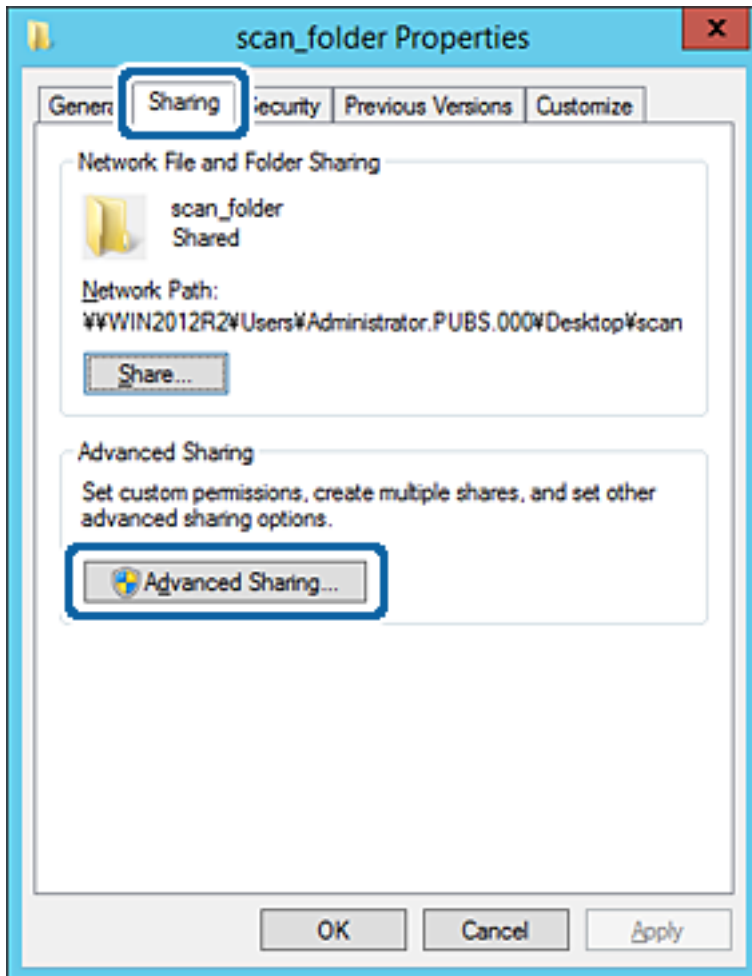 scan_folder Properties
x
Genera Sharing ecurity Previous Versions Customize
Network File and Folder Sharing
scan_folder
Shared
Network Path:
¥¥WIN2012R2¥Users¥Administrator.PUBS.000¥Desktop¥scan
Share...
Advanced Sharing
Set custom permissions, create multiple shares, and set other
advanced sharing options.
Advanced Sharing...
OK Cancel Apply